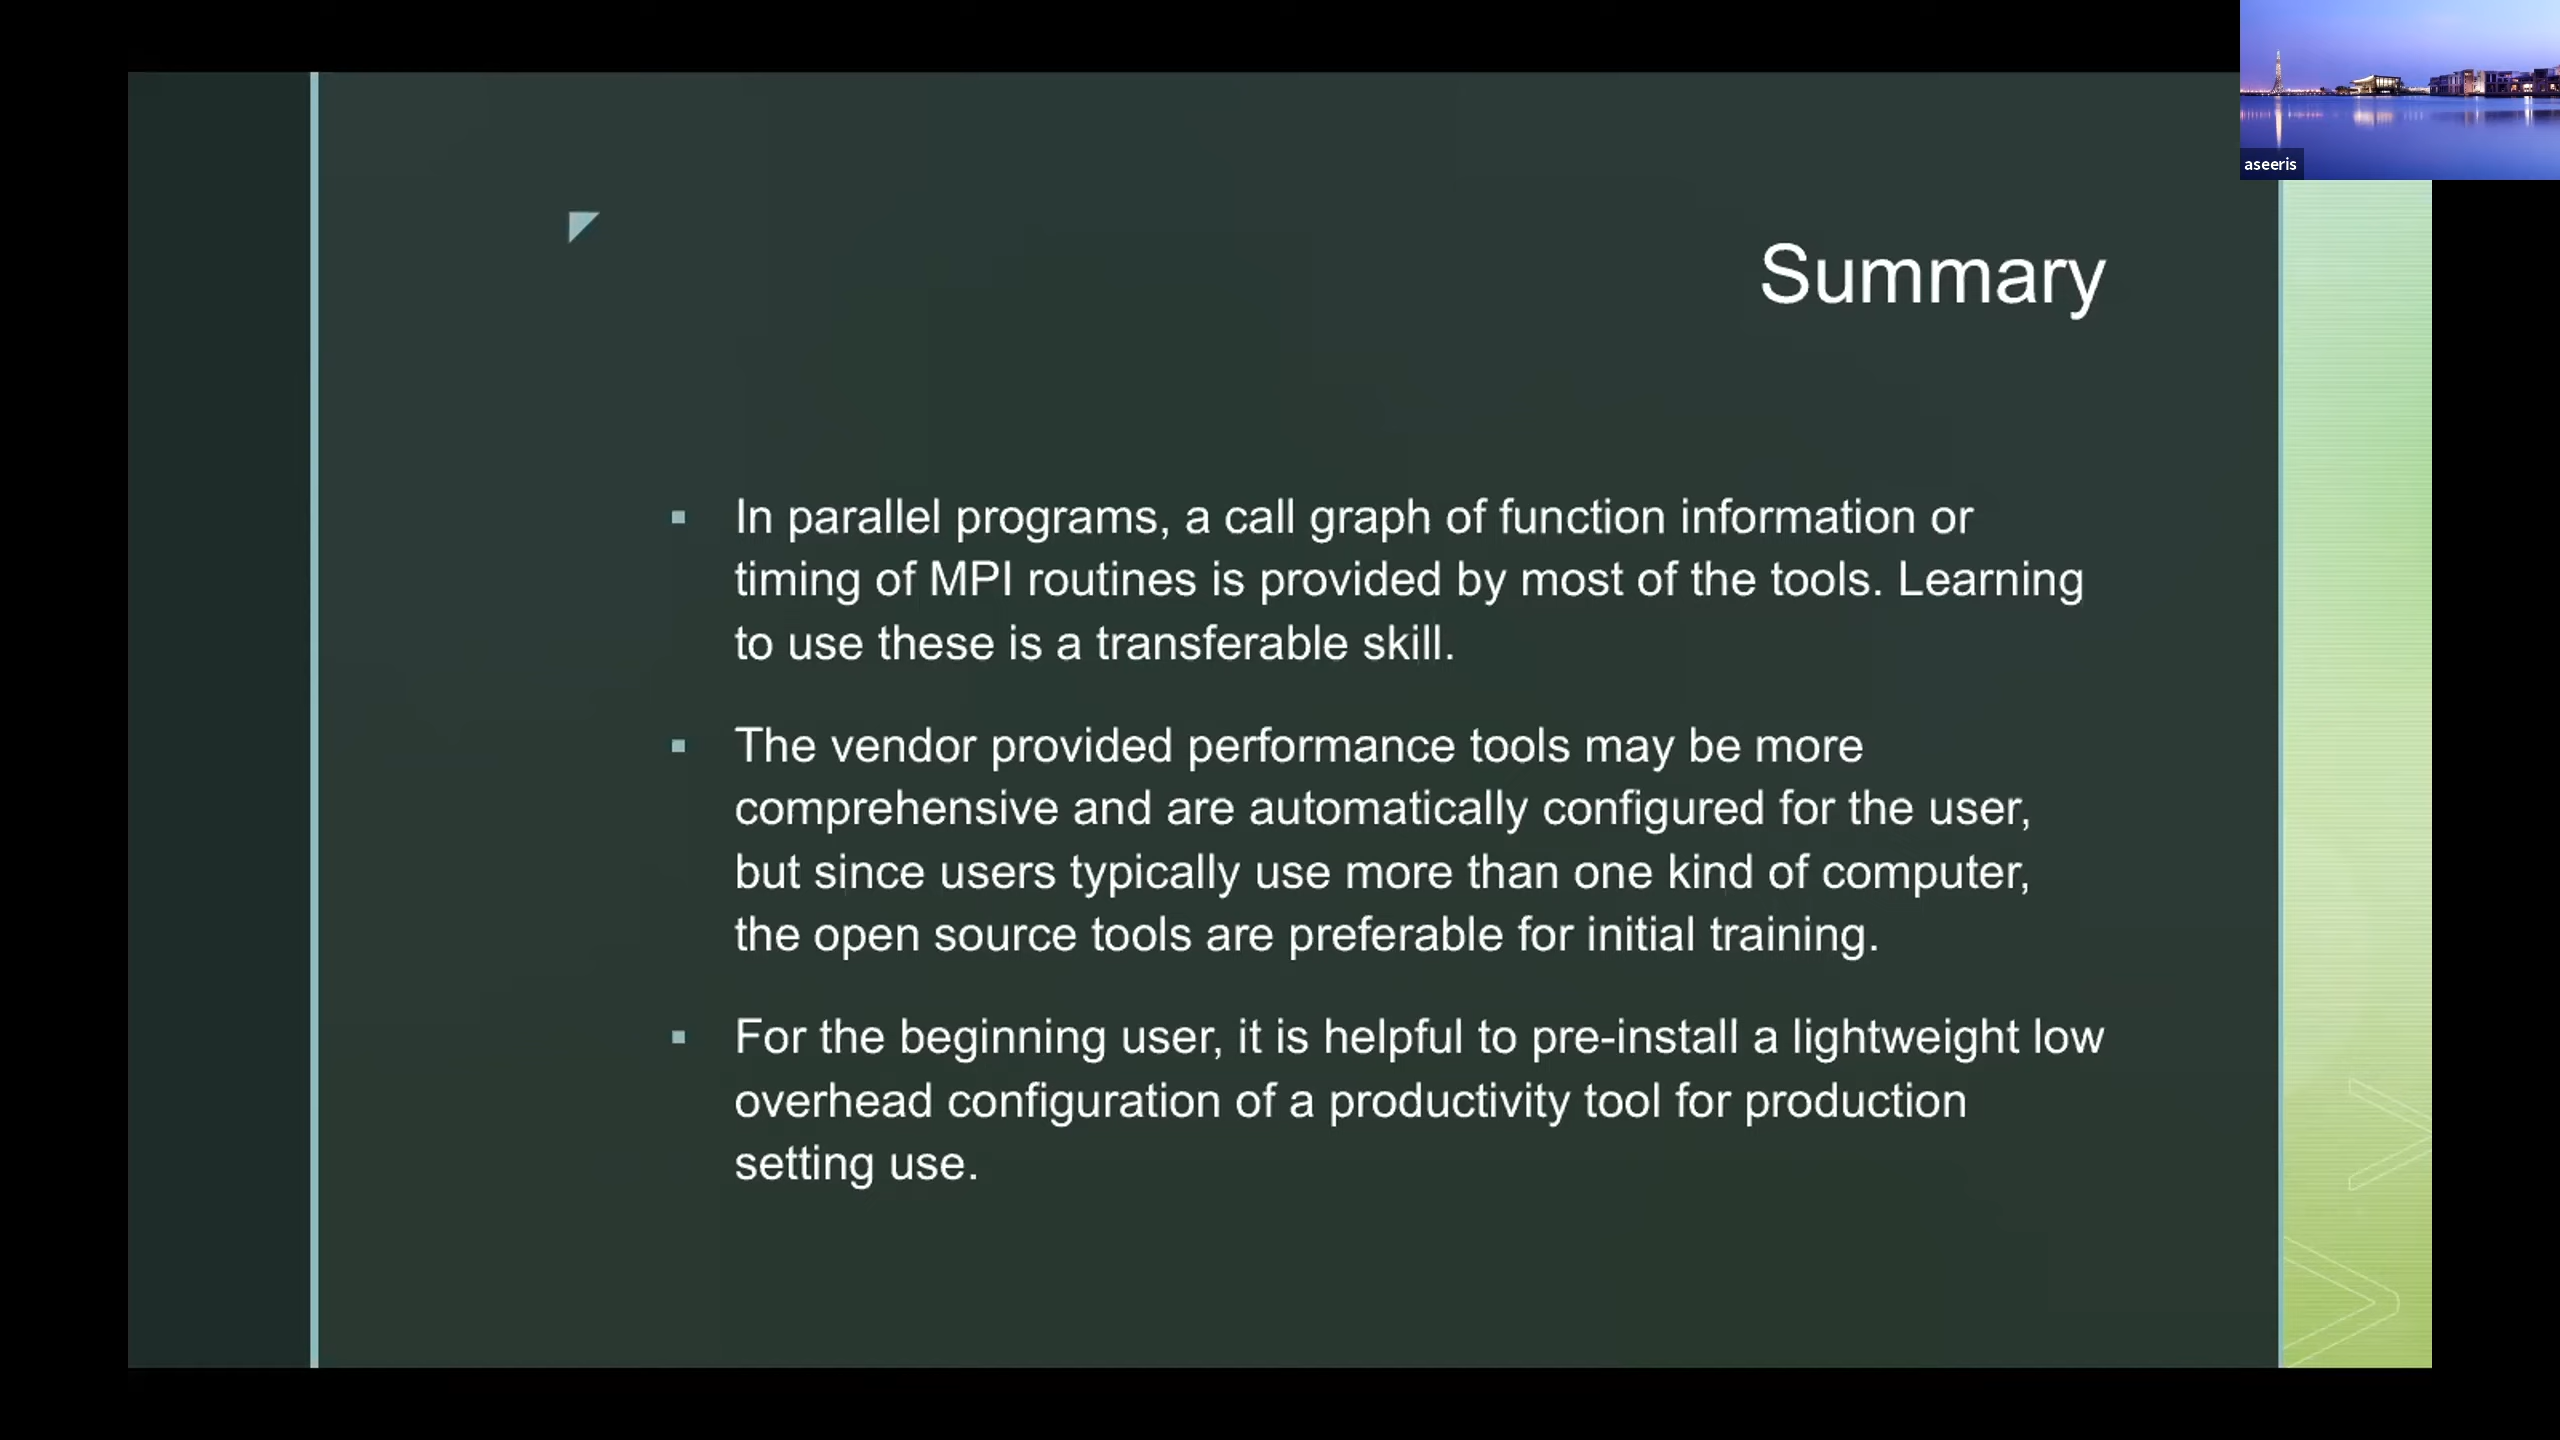 aseeris
Summary
In parallel programs, a call graph of function information or
timing of MPI routines is provided by most of the tools. Learning
to use these is a transferable skill.
The vendor provided performance tools may be more
comprehensive and are automatically configured for the user,
but since users typically use more than one kind of computer,
the open source tools are preferable for initial training.
For the beginning user, it is helpful to pre-install a lightweight low
overhead configuration of a productivity tool for production
setting use.